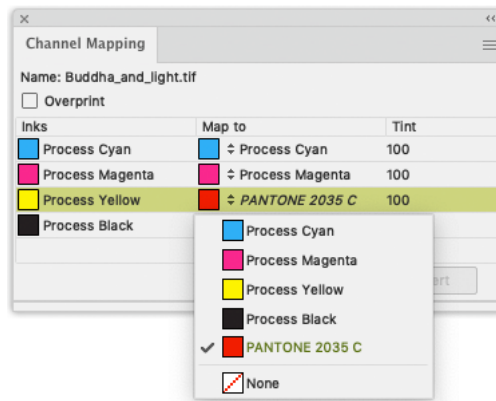 Channel Mapping
Name: Buddha_and_light.tif
Overprint
Inks Map to Tint
Process Cyan Process Cyan 100
Process Magenta Process Magenta 100
Process Yellow PANTONE 2035 C 100
Process Black
Process Cyan
Process Magenta
Process Yellow
Process Black
PANTONE 2035 C
None